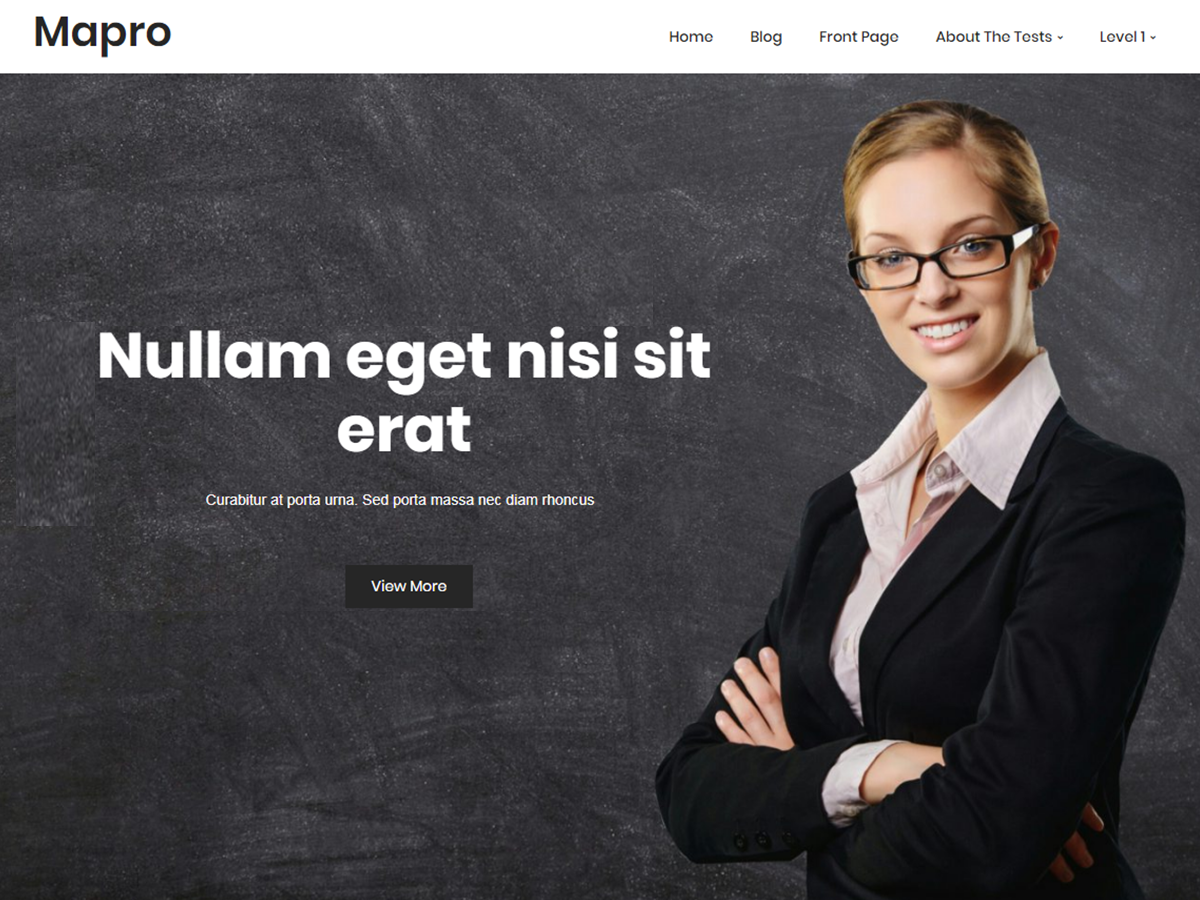 Mapro
Home Blog Front Page About The Tests Level 1
Nullam eget nisi sit
erat
Curabitur at porta urna. Sed porta massa nec diam rhoncus
View More